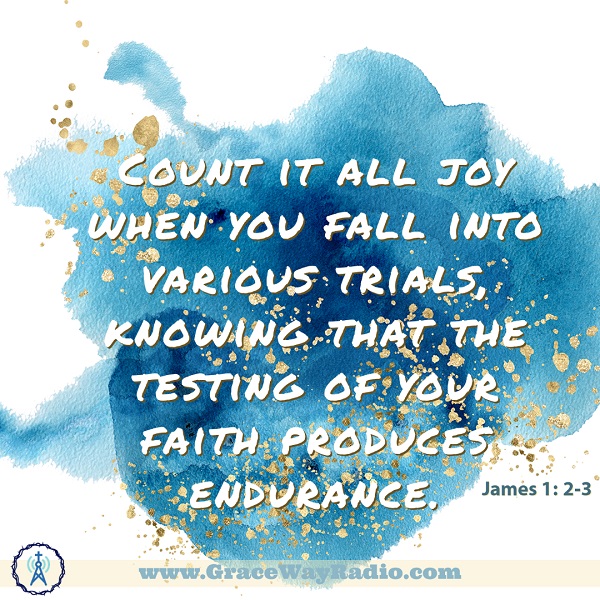 Count it all joy
when you fall into
various trials,
knowing that the
testing of your
faith produces
endurance.
James 1: 2-3
www.GraceWayRadio.com